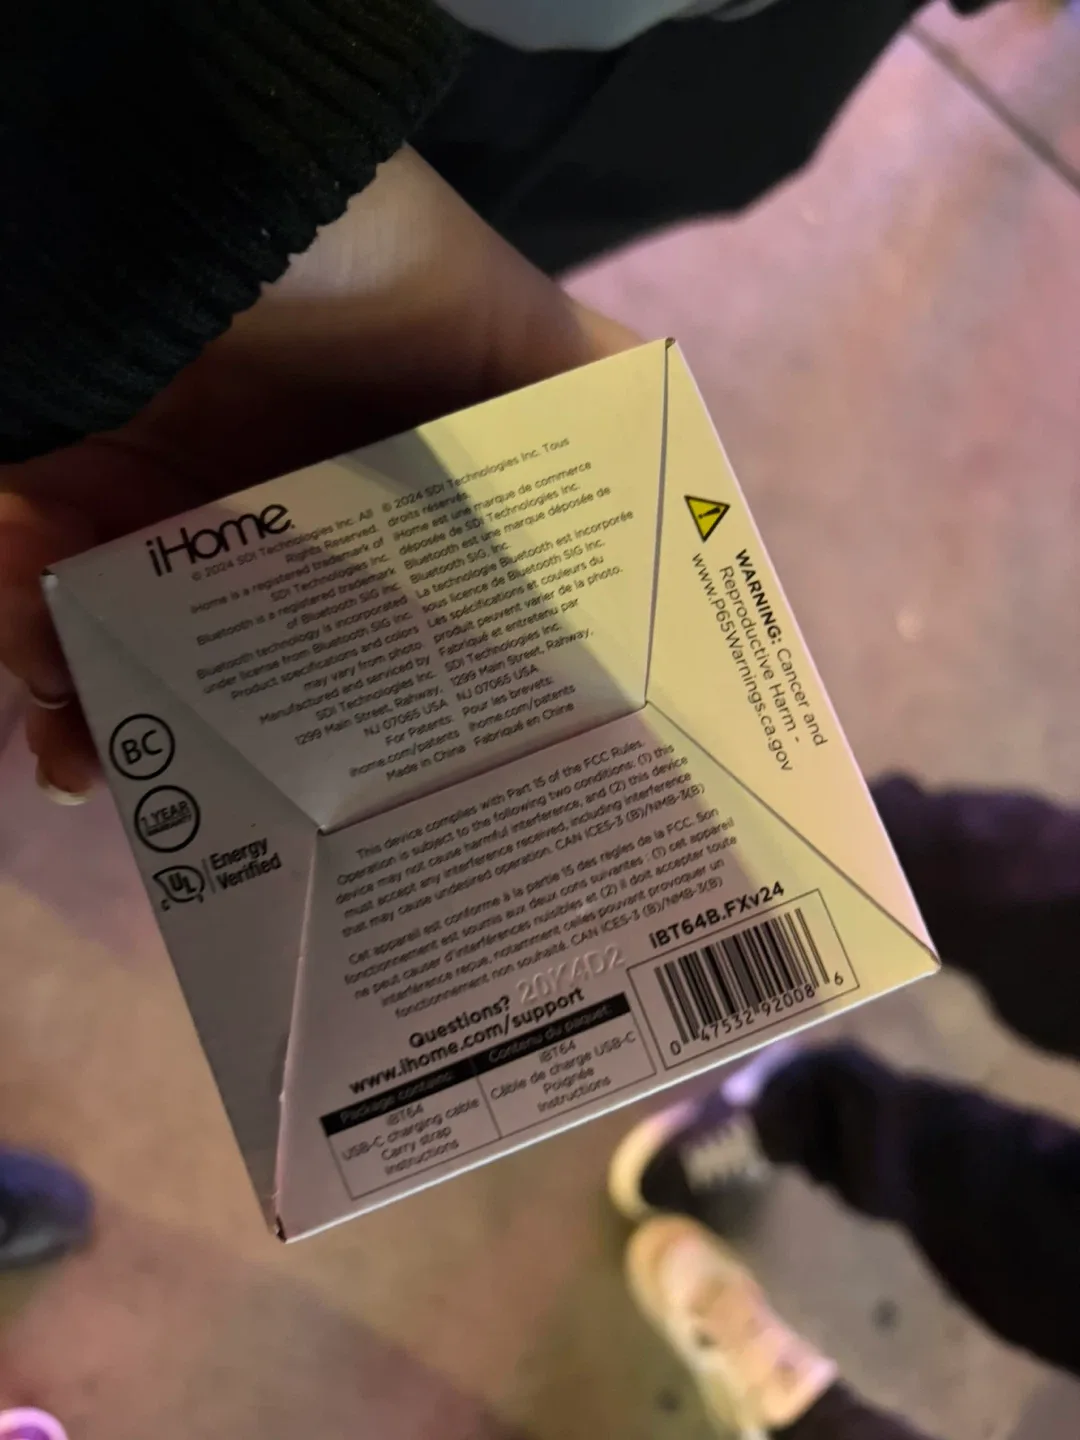 iHome.
© 2024 SDI Technologies Inc. All
Rights Reserved.
iHome is a registered trademark of
SDI Technologies Inc.
Bluetooth is a registered trademark
of Bluetooth SIG Inc.
Bluetooth technology is incorporated
under license from Bluetooth SIG Inc.
Product specifications and colors
may vary from photo.
Manufactured and serviced by
SDI Technologies Inc.
1299 Main Street, Rahway,
NJ 07065 USA
For Patents:
ihome.com/patents
Made in China
© 2024 SDI Technologies Inc. Tous
droits réservés.
iHome est une marque de commerce
déposée de SDI Technologies Inc.
Bluetooth est une marque déposée de
Bluetooth SIG, Inc.
La technologie Bluetooth est incorporée
sous licence de Bluetooth SIG Inc.
Les spécifications et couleurs du
produit peuvent varier de la photo.
Fabriqué et entretenu par
SDI Technologies Inc.
1299 Main Street, Rahway,
NJ 07065 USA
Pour les brevets:
ihome.com/patents
Fabriqué en Chine
WARNING: Cancer and
Reproductive Harm -
www.P65Warnings.ca.gov
BC
1 YEAR
WARRANTY
UL
C
Energy
Verified
This device complies with Part 15 of the FCC Rules.
Operation is subject to the following two conditions: (1) this
device may not cause harmful interference, and (2) this device
must accept any interference received, including interference
that may cause undesired operation. CAN ICES-3 (B)/NMB-3(B)
Cet appareil est conforme à la partie 15 des règles de la FCC. Son
fonctionnement est soumis aux deux cons suivantes : (1) cet appareil
ne peut causer d'interférences nuisibles et (2) il doit accepter toute
interférence reçue, notamment celles pouvant provoquer un
fonctionnement non souhaité. CAN ICES-3 (B)/NMB-3(B)
20K4D2
Questions?
www.ihome.com/support
Package contents:
iBT64
USB-C charging cable
Carry strap
Instructions
Contenu du paquet:
iBT64
Câble de charge USB-C
Poignée
Instructions
iBT64B.FXv24
0 47532 92008 6